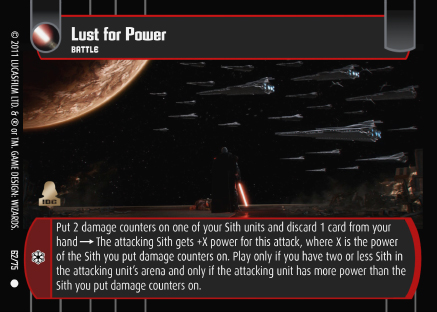 Lust for Power
BATTLE
© 2011 LUCASFILM LTD. & ® or TM. GAME DESIGN: WIZARDS.
62/75
IDC
Put 2 damage counters on one of your Sith units and discard 1 card from your
hand → The attacking Sith gets +X power for this attack, where X is the power
of the Sith you put damage counters on. Play only if you have two or less Sith in
the attacking unit's arena and only if the attacking unit has more power than the
Sith you put damage counters on.